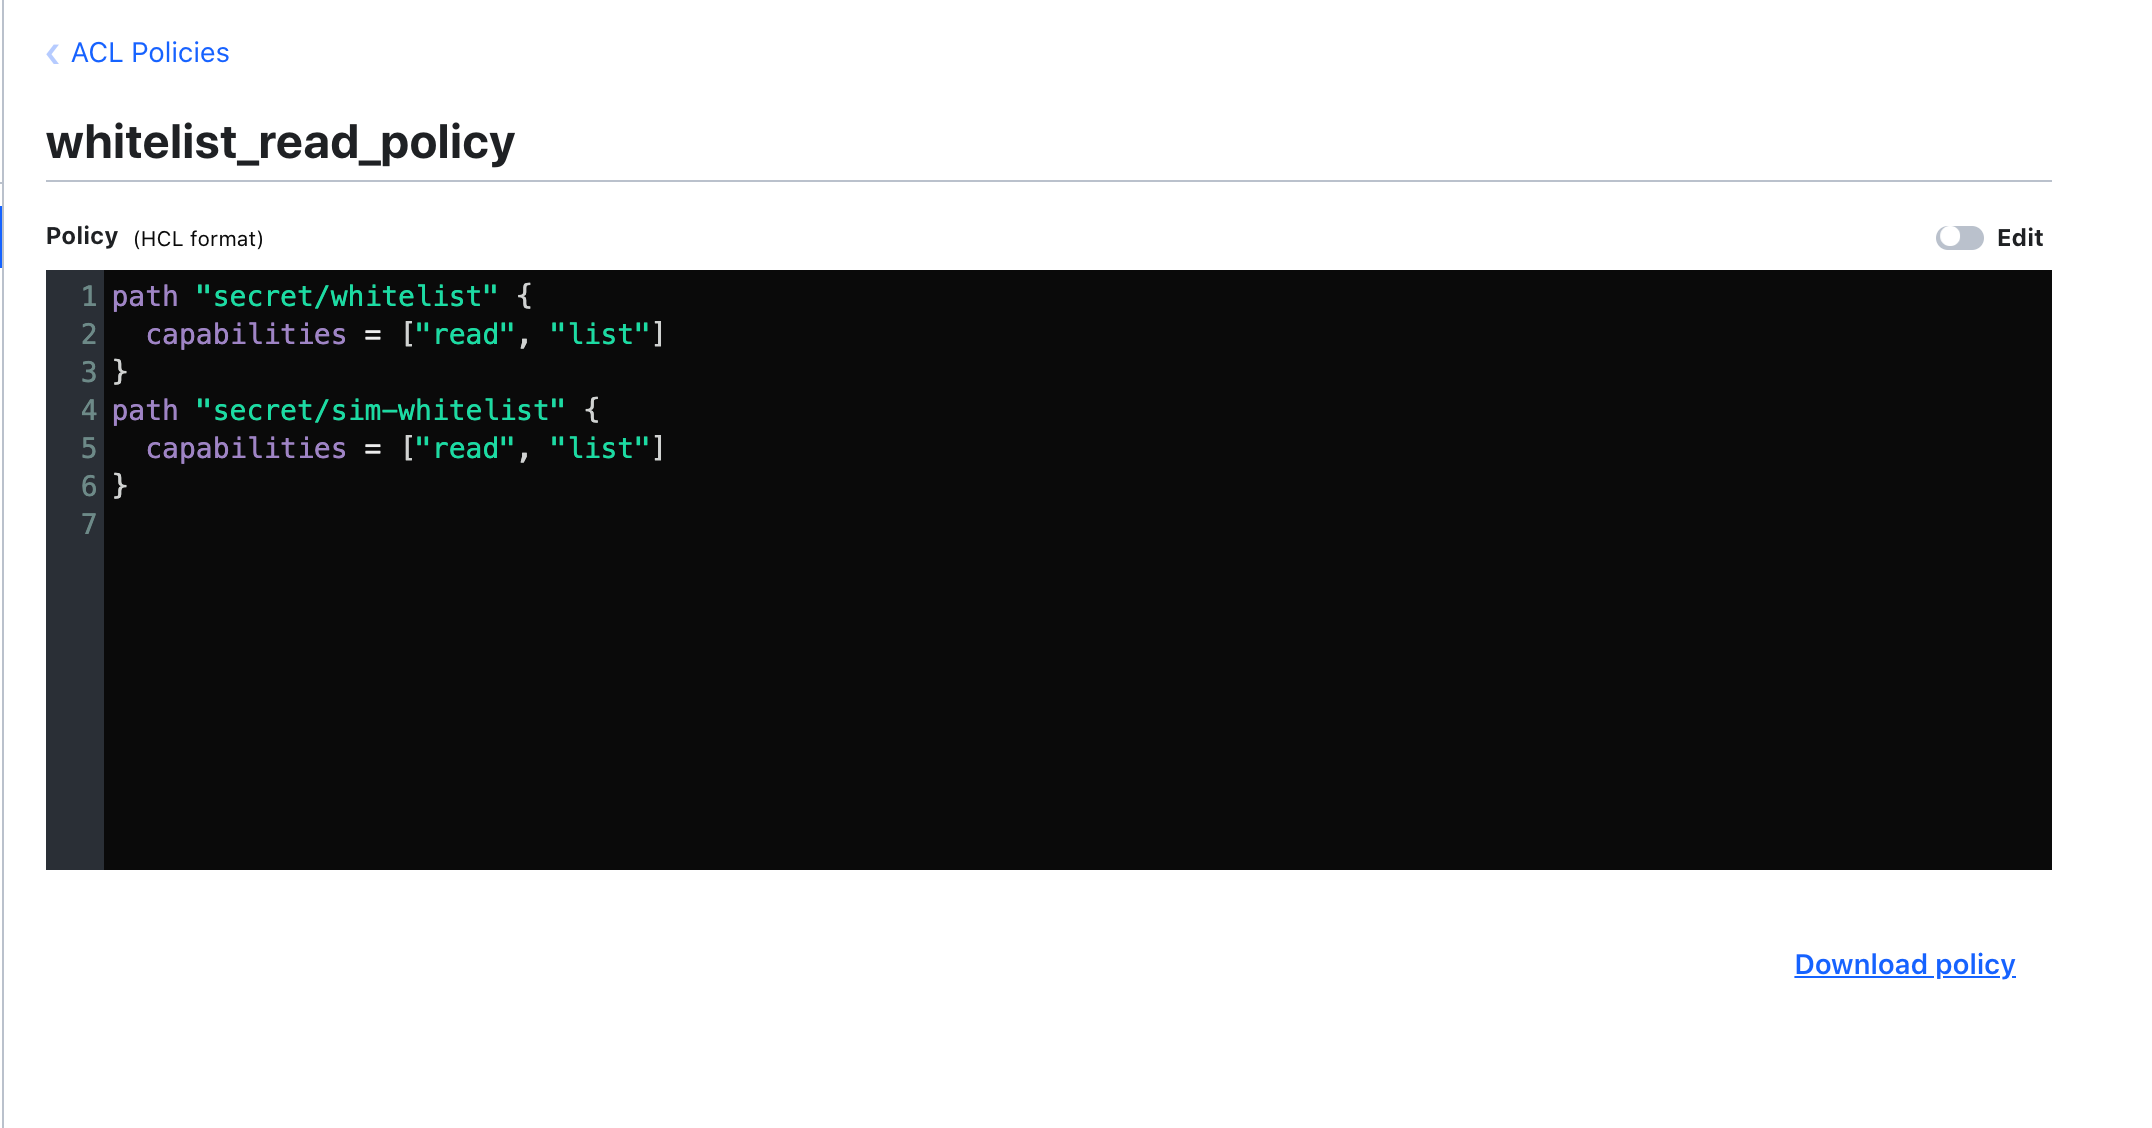 ACL Policies
whitelist_read_policy
Policy (HCL format)
Edit
1 path "secret/whitelist" {
2   capabilities = ["read", "list"]
3 }
4 path "secret/sim-whitelist" {
5   capabilities = ["read", "list"]
6 }
7
Download policy